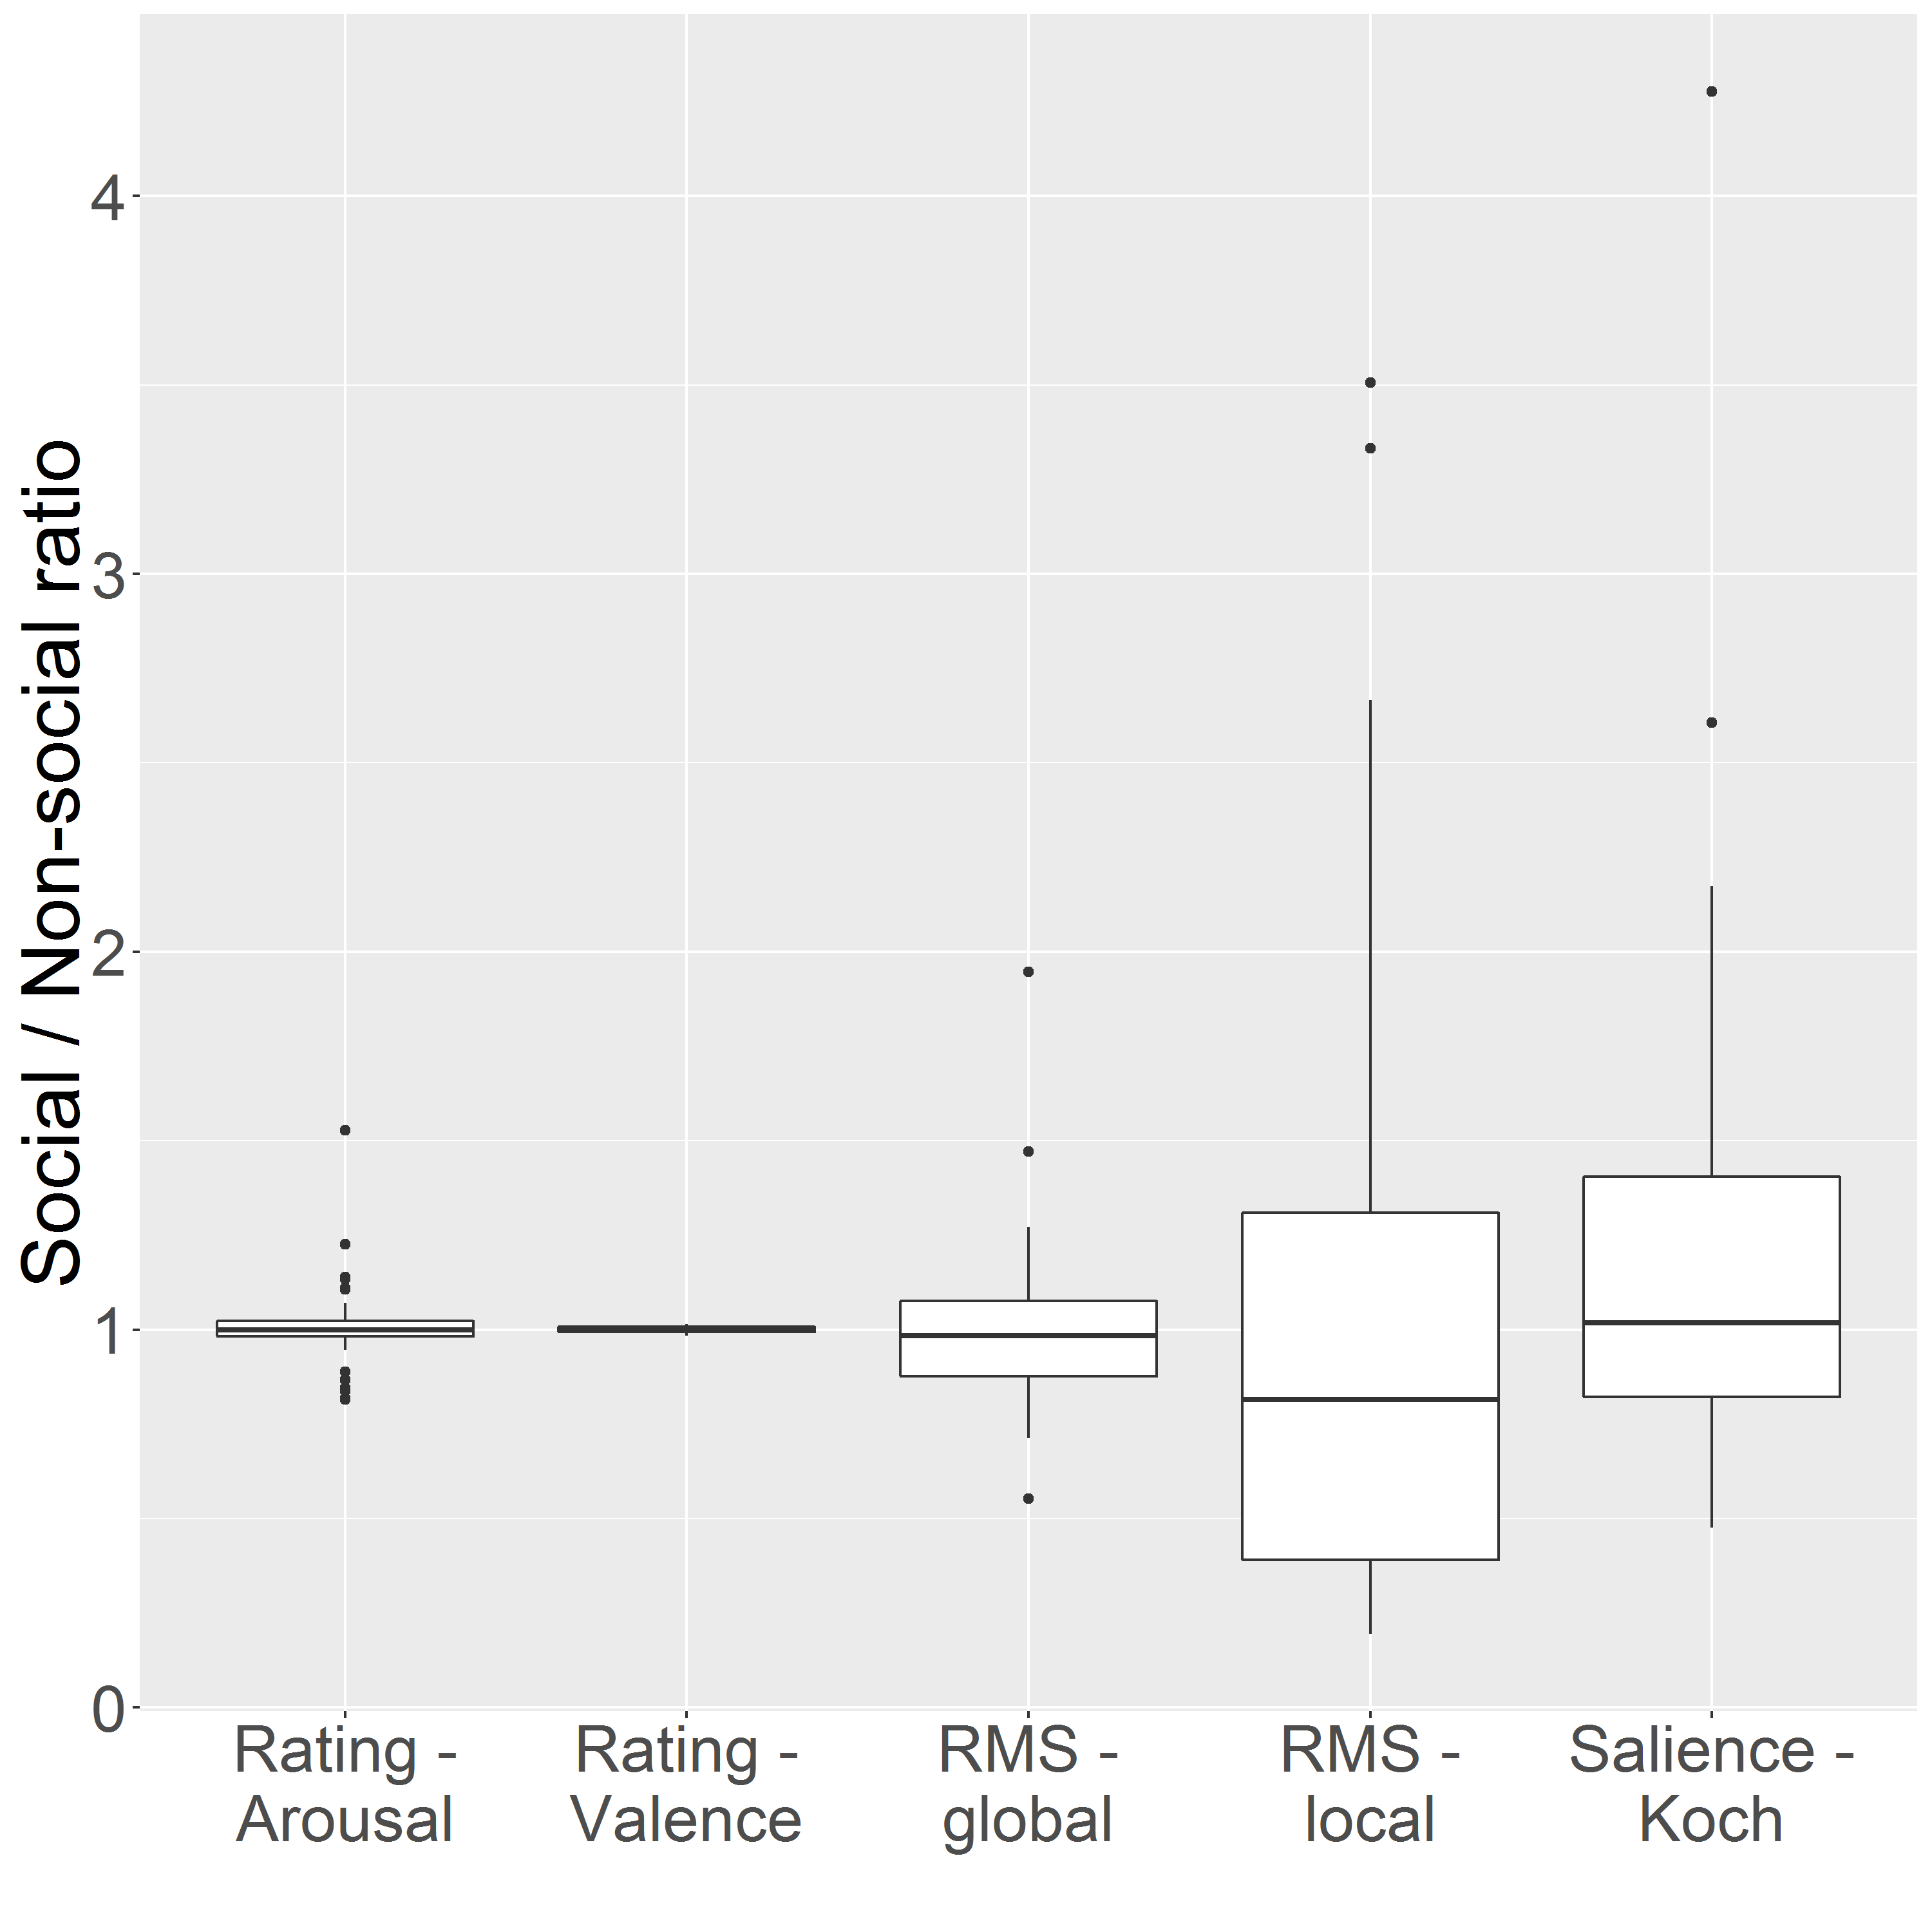 Social / Non-social ratio
4
3
2
1
0
Rating -
Arousal
Rating -
Valence
RMS -
global
RMS -
local
Salience -
Koch